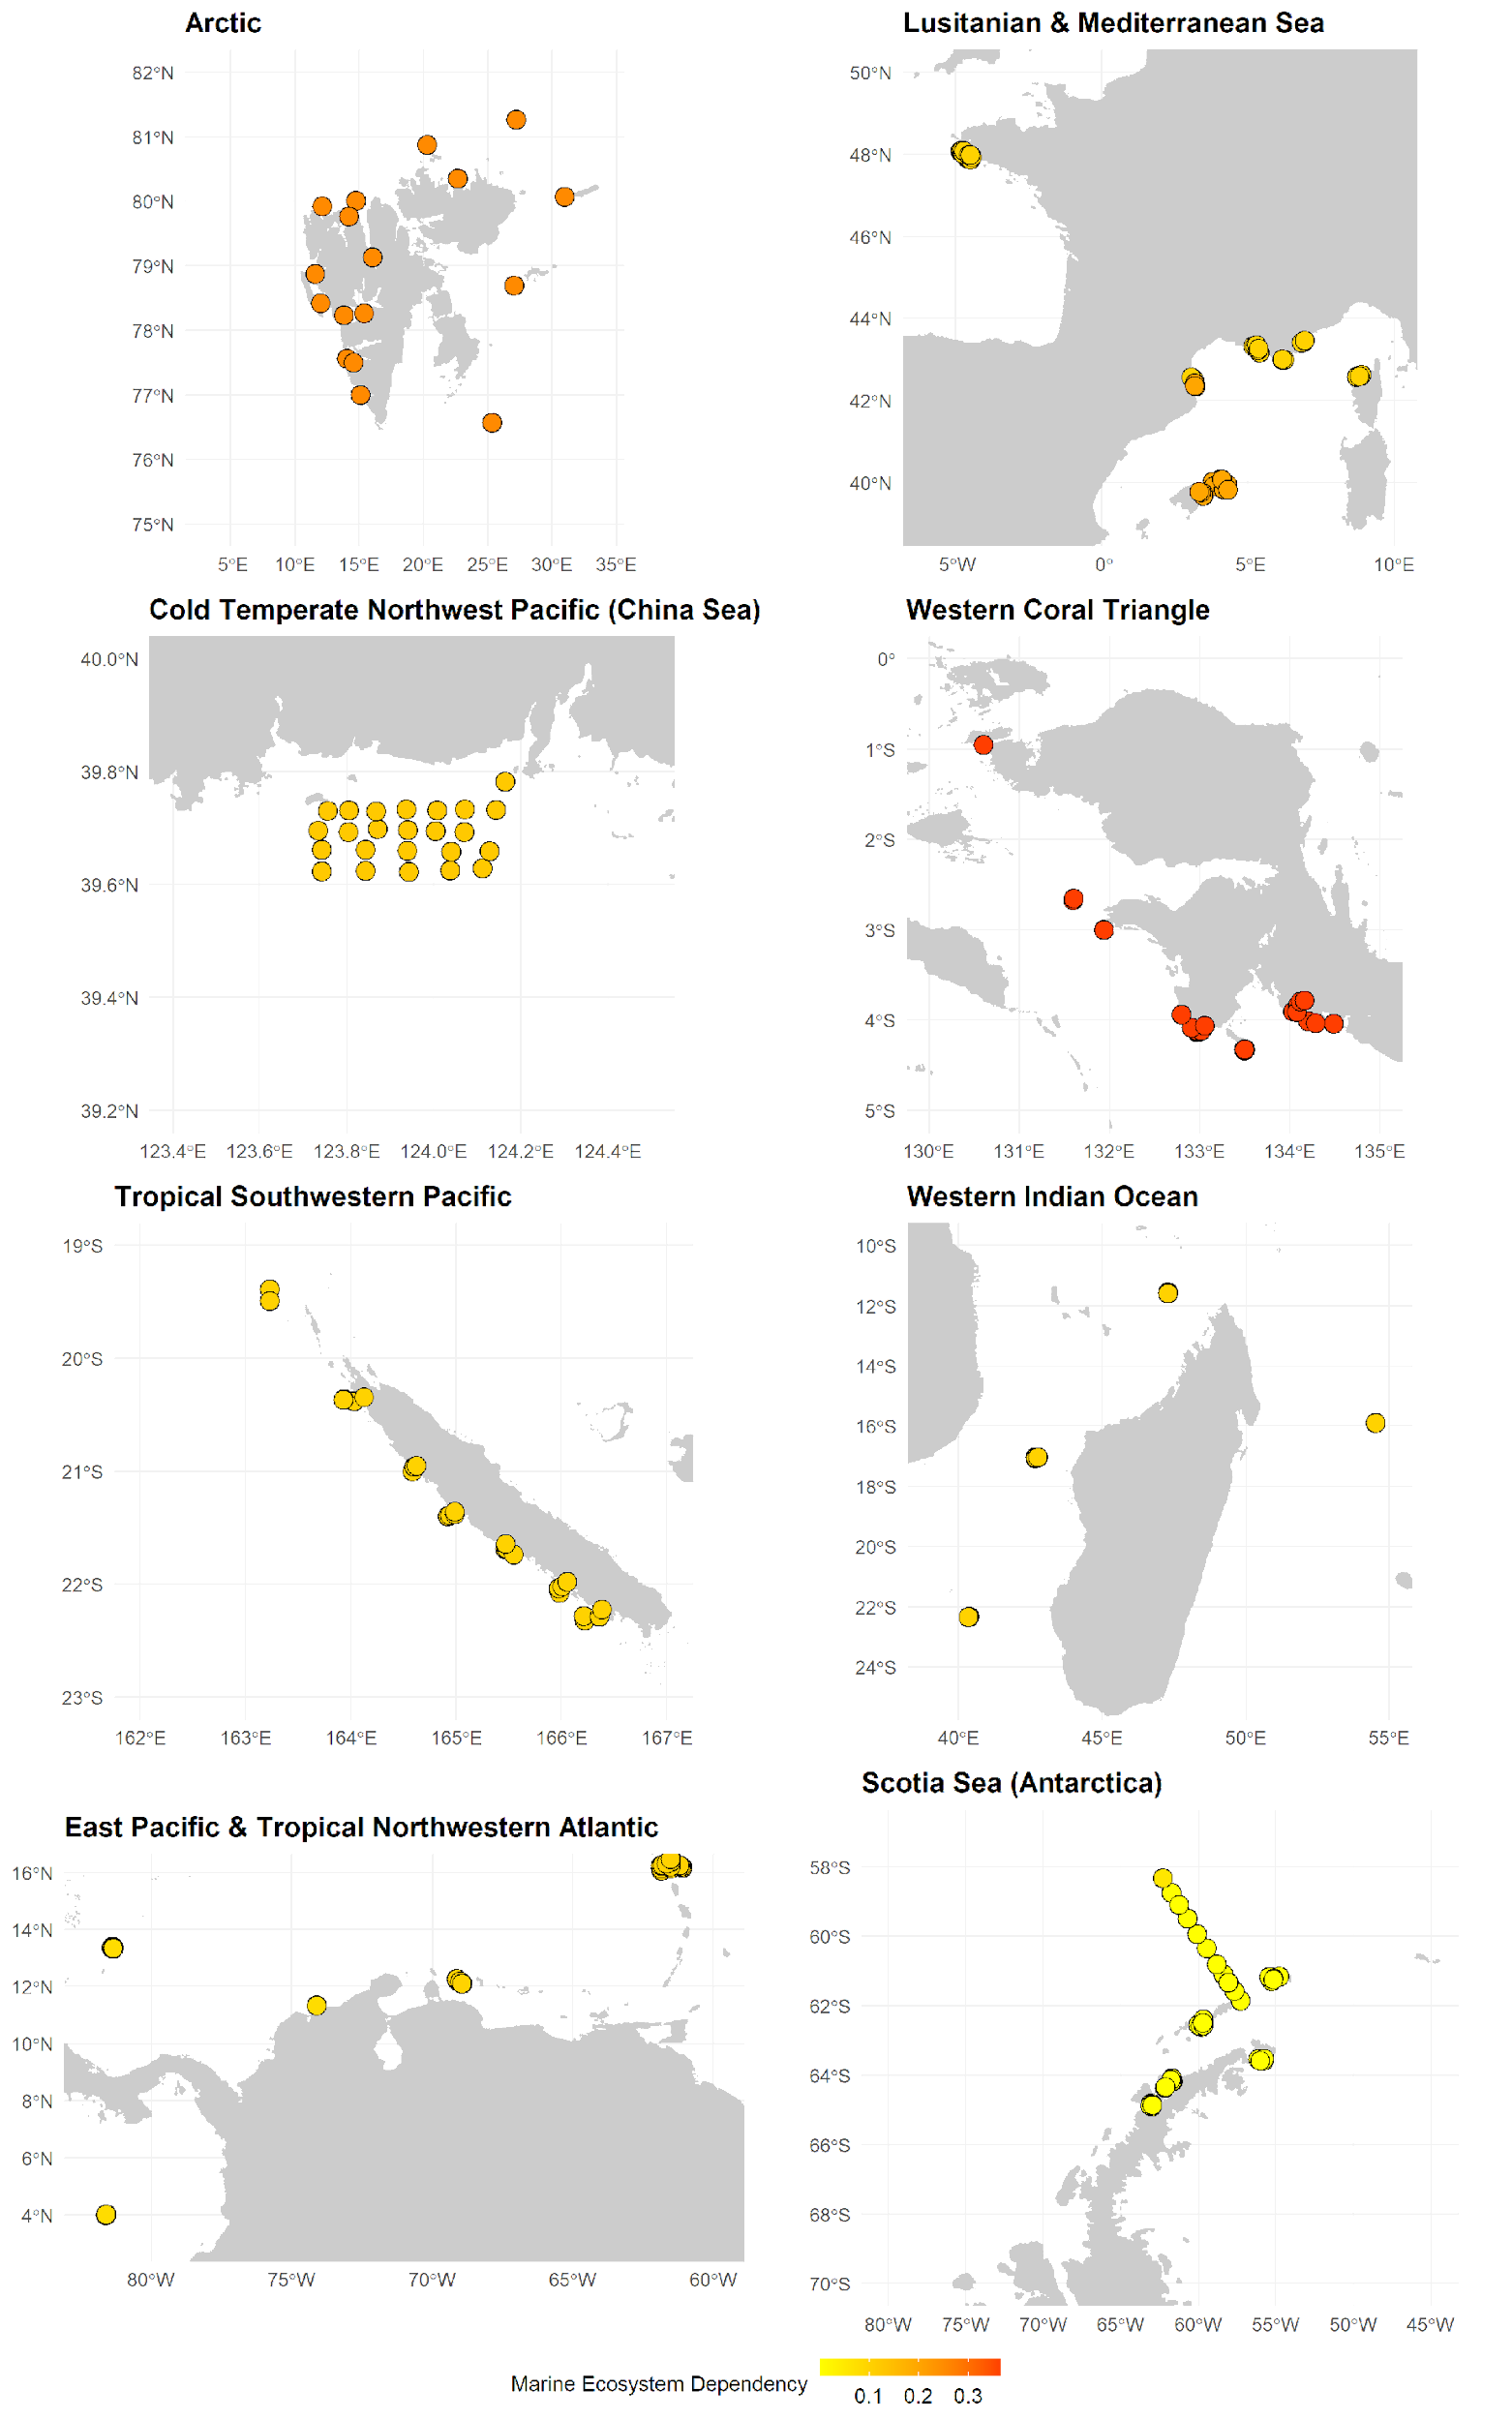 Arctic
82°N
81°N
80°N
79°N
78°N
77°N
76°N
75°N
5°E 10°E 15°E 20°E 25°E 30°E 35°E
Lusitanian & Mediterranean Sea
50°N
48°N
46°N
44°N
42°N
40°N
5°W 0° 5°E 10°E
Cold Temperate Northwest Pacific (China Sea)
40.0°N
39.8°N
39.6°N
39.4°N
39.2°N
123.4°E 123.6°E 123.8°E 124.0°E 124.2°E 124.4°E
Western Coral Triangle
0°
1°S
2°S
3°S
4°S
5°S
130°E 131°E 132°E 133°E 134°E 135°E
Tropical Southwestern Pacific
19°S
20°S
21°S
22°S
23°S
162°E 163°E 164°E 165°E 166°E 167°E
Western Indian Ocean
10°S
12°S
14°S
16°S
18°S
20°S
22°S
24°S
40°E 45°E 50°E 55°E
East Pacific & Tropical Northwestern Atlantic
16°N
14°N
12°N
10°N
8°N
6°N
4°N
80°W 75°W 70°W 65°W 60°W
Scotia Sea (Antarctica)
58°S
60°S
62°S
64°S
66°S
68°S
70°S
80°W 75°W 70°W 65°W 60°W 55°W 50°W 45°W
Marine Ecosystem Dependency
0.1 0.2 0.3